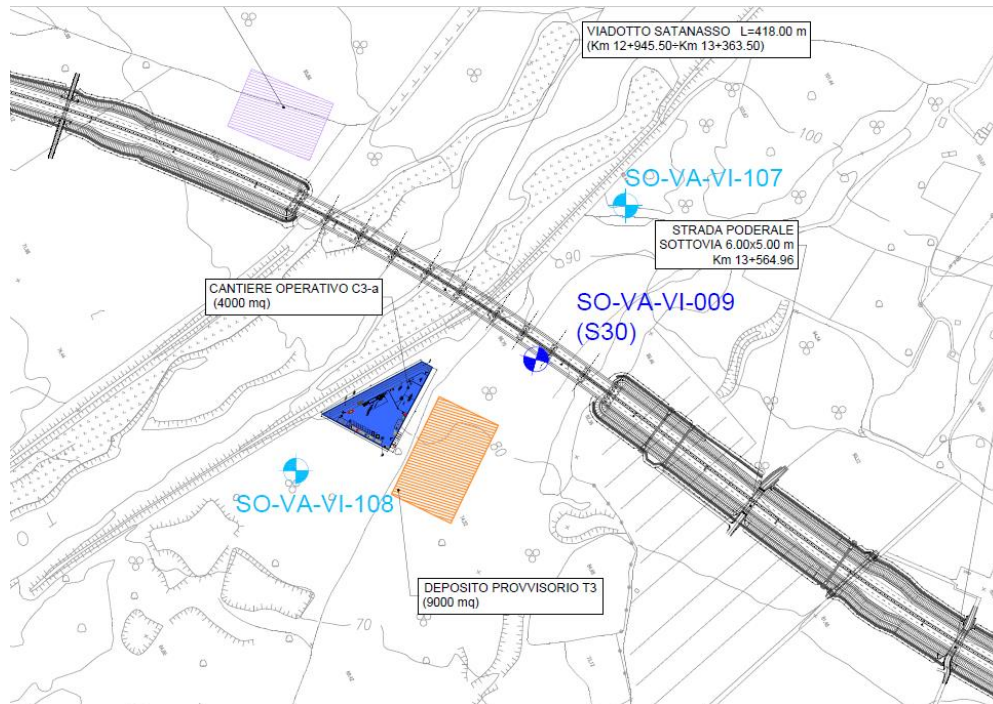 VIADOTTO SATANASSO L=418.00 m
(Km 12+945.50÷Km 13+363.50)
100
SO-VA-VI-107
STRADA PODERALE
SOTTOVIA 6.00x5.00 m
Km 13+564.96
90
CANTIERE OPERATIVO C3-a
(4000 mq)
SO-VA-VI-009
(S30)
80
SO-VA-VI-108
DEPOSITO PROVVISORIO T3
(9000 mq)
70